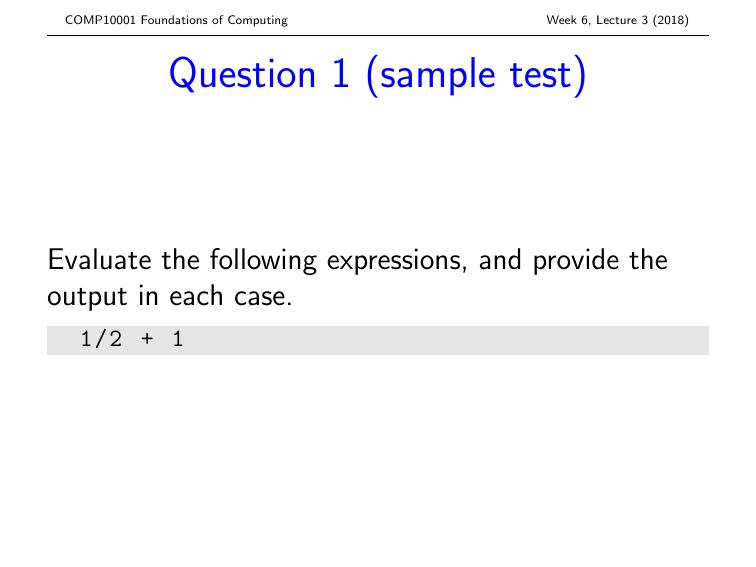 COMP10001 Foundations of Computing
Week 6, Lecture 3 (2018)
Question 1 (sample test)
Evaluate the following expressions, and provide the
output in each case.
1/2 + 1